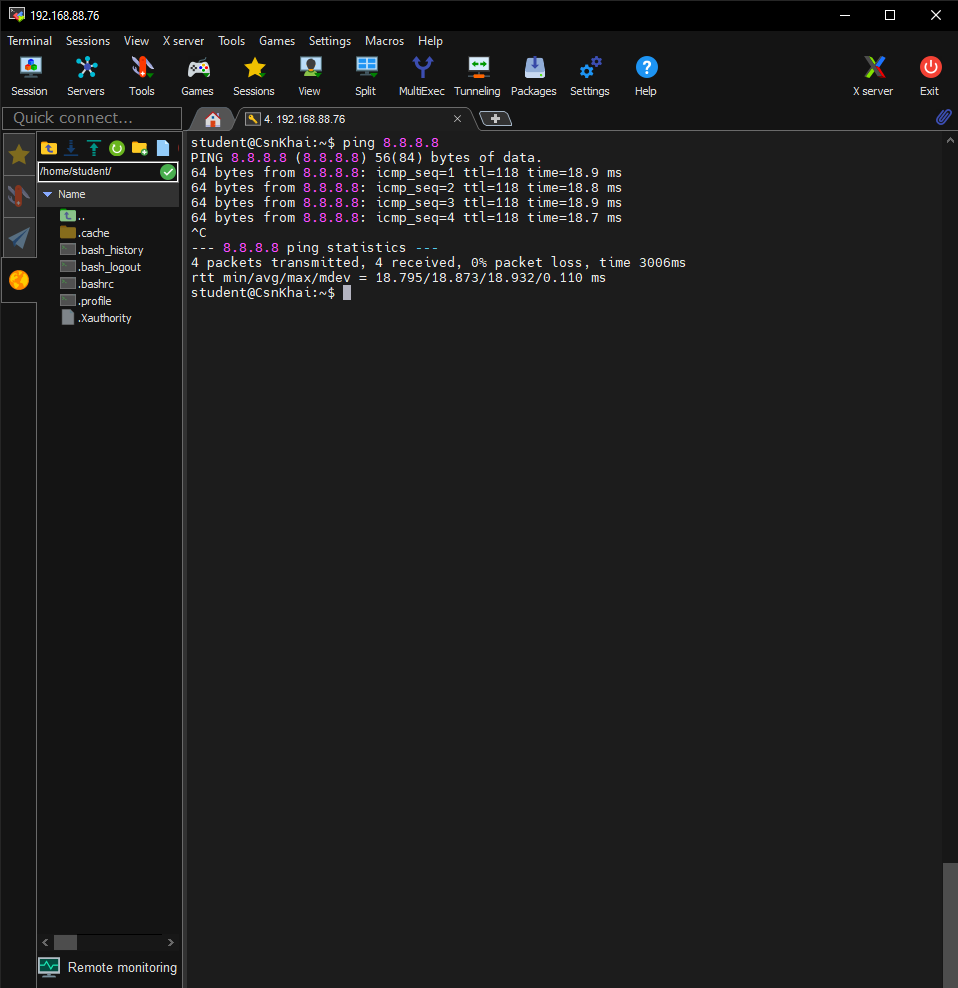 192.168.88.76
Terminal Sessions View X server Tools Games Settings Macros Help
Session Servers Tools Games Sessions View Split MultiExec Tunneling Packages Settings Help X server Exit
Quick connect...
4. 192.168.88.76
/home/student/
Name
..
.cache
.bash_history
.bash_logout
.bashrc
.profile
.Xauthority
Remote monitoring
student@CsnKhai:~$ ping 8.8.8.8
PING 8.8.8.8 (8.8.8.8) 56(84) bytes of data.
64 bytes from 8.8.8.8: icmp_seq=1 ttl=118 time=18.9 ms
64 bytes from 8.8.8.8: icmp_seq=2 ttl=118 time=18.8 ms
64 bytes from 8.8.8.8: icmp_seq=3 ttl=118 time=18.9 ms
64 bytes from 8.8.8.8: icmp_seq=4 ttl=118 time=18.7 ms
^C
--- 8.8.8.8 ping statistics ---
4 packets transmitted, 4 received, 0% packet loss, time 3006ms
rtt min/avg/max/mdev = 18.795/18.873/18.932/0.110 ms
student@CsnKhai:~$